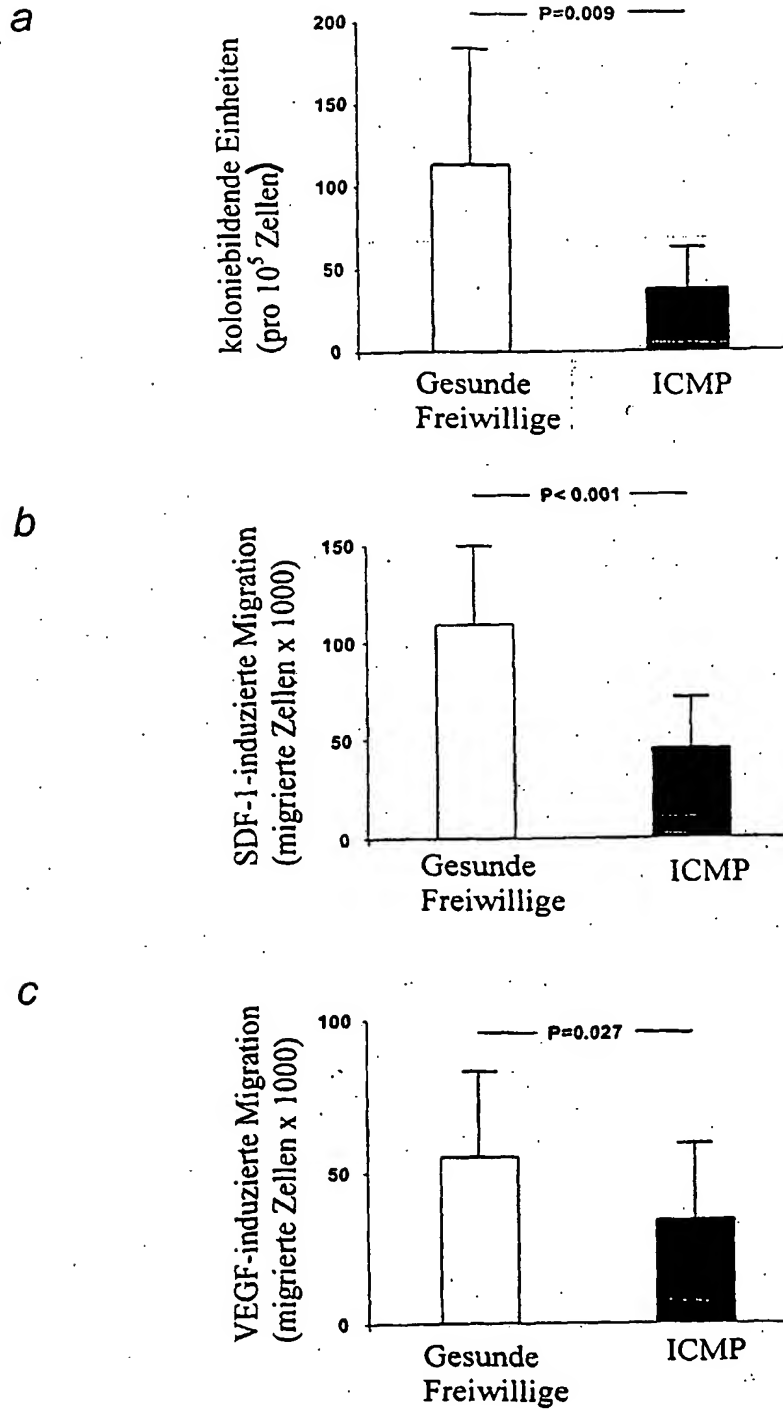 a
P=0.009
koloniebildende Einheiten
(pro 10⁵ Zellen)
200
150
100
50
0
Gesunde
Freiwillige
ICMP
b
P< 0.001
SDF-1-induzierte Migration
(migrierte Zellen x 1000)
150
100
50
0
Gesunde
Freiwillige
ICMP
c
P=0.027
VEGF-induzierte Migration
(migrierte Zellen x 1000)
100
50
0
Gesunde
Freiwillige
ICMP